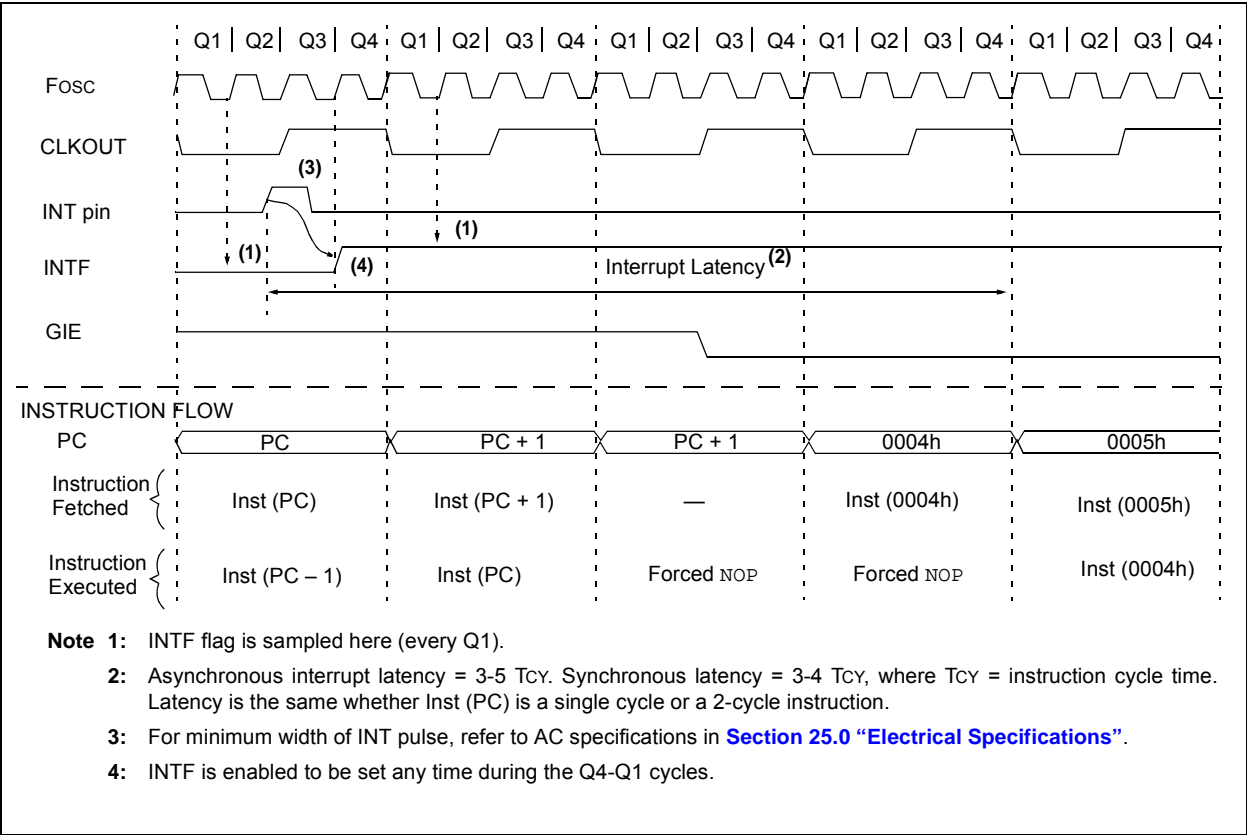 Q1 Q2 Q3 Q4 Q1 Q2 Q3 Q4 Q1 Q2 Q3 Q4 Q1 Q2 Q3 Q4 Q1 Q2 Q3 Q4
FOSC
CLKOUT
(3)
INT pin
(1)
(1)
INTF
(4)
Interrupt Latency (2)
GIE
INSTRUCTION FLOW
PC PC PC + 1 PC + 1 0004h 0005h
Instruction
Fetched
Inst (PC) Inst (PC + 1) — Inst (0004h) Inst (0005h)
Instruction
Executed
Inst (PC – 1) Inst (PC) Forced NOP Forced NOP Inst (0004h)
Note 1: INTF flag is sampled here (every Q1).
2: Asynchronous interrupt latency = 3-5 TCY. Synchronous latency = 3-4 TCY, where TCY = instruction cycle time.
Latency is the same whether Inst (PC) is a single cycle or a 2-cycle instruction.
3: For minimum width of INT pulse, refer to AC specifications in Section 25.0 “Electrical Specifications”.
4: INTF is enabled to be set any time during the Q4-Q1 cycles.